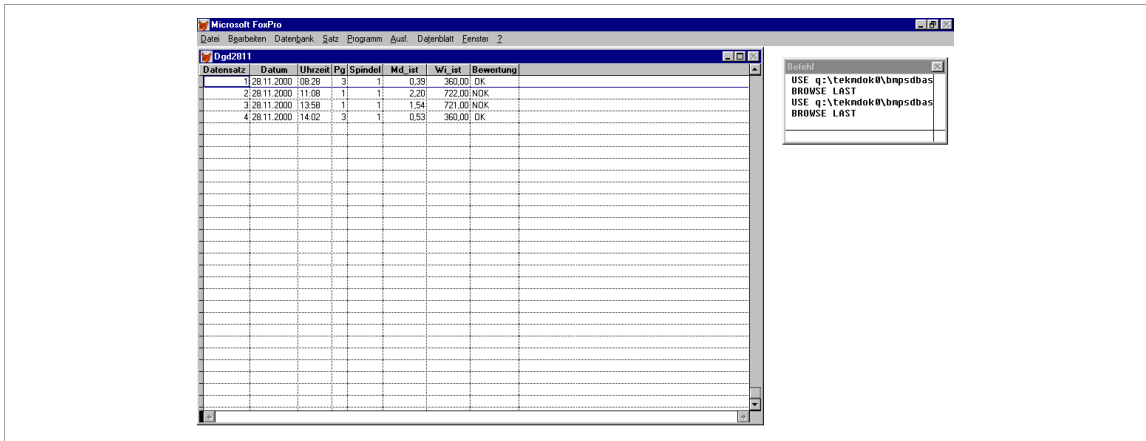 Microsoft FoxPro
Datei Bearbeiten Datenbank Satz Programm Ausf. Datenblatt Fenster ?
Dgd2811
Datensatz Datum Uhrzeit Pg Spindel Md_ist Wi_ist Bewertung
1 28.11.2000 08:28 3 1 0,39 360,00 OK
2 28.11.2000 11:08 1 1 2,20 722,00 NOK
3 28.11.2000 13:58 1 1 1,54 721,00 NOK
4 28.11.2000 14:02 3 1 0,53 360,00 OK
Befehl
USE q:\tekmdok0\bmpsdbas
BROWSE LAST
USE q:\tekmdok0\bmpsdbas
BROWSE LAST